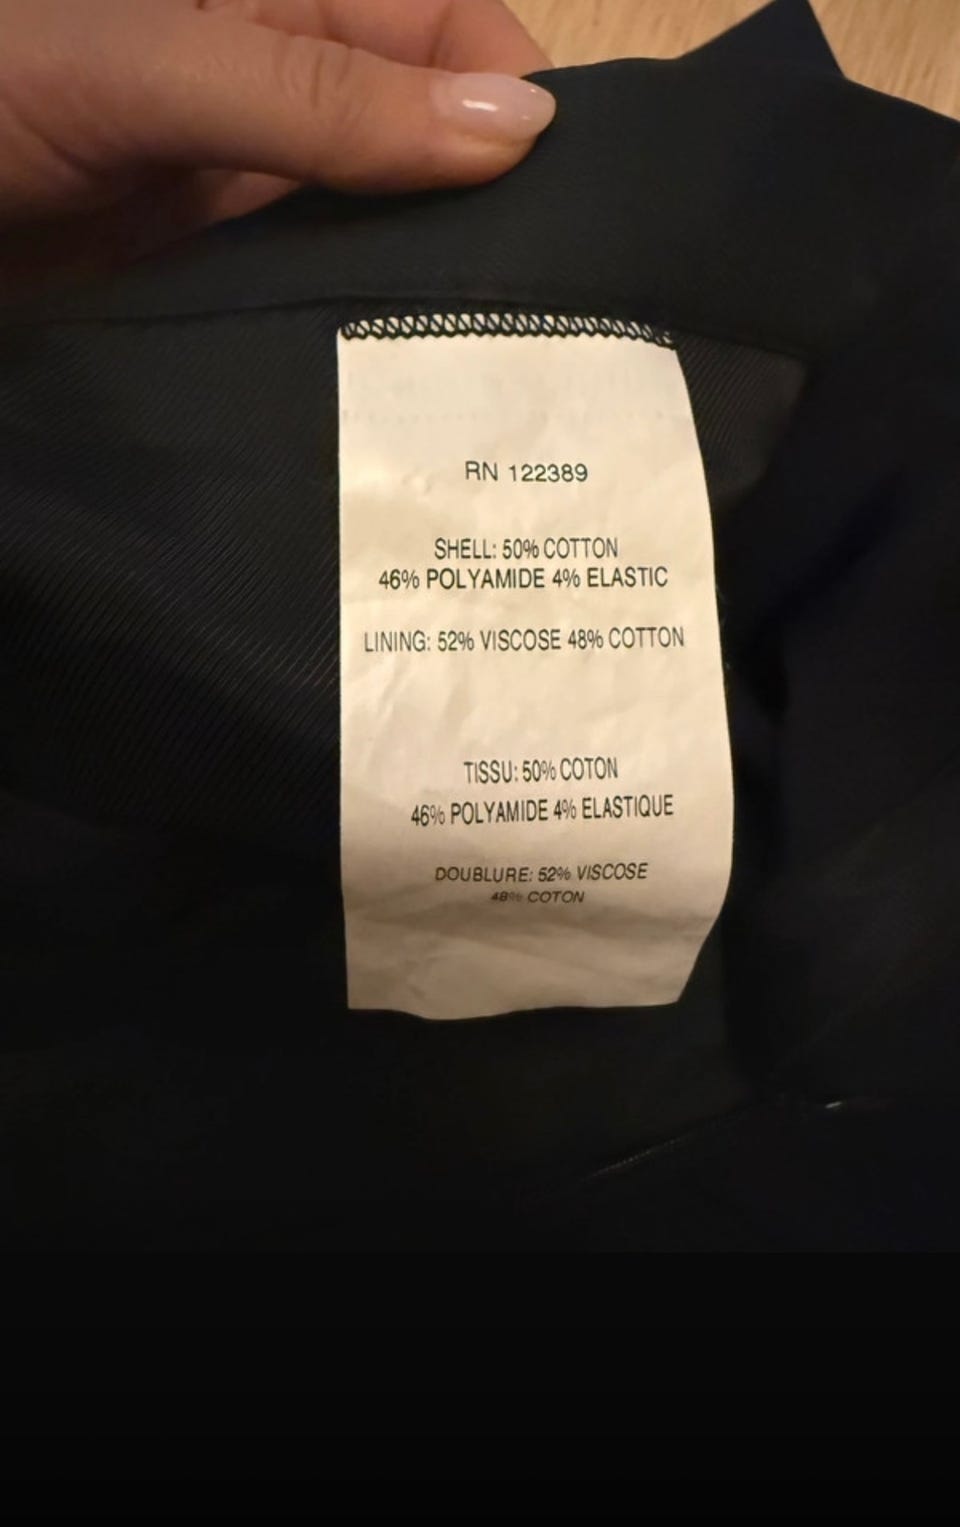 RN 122389
SHELL: 50% COTTON
46% POLYAMIDE 4% ELASTIC
LINING: 52% VISCOSE 48% COTTON
TISSU: 50% COTON
46% POLYAMIDE 4% ELASTIQUE
DOUBLURE: 52% VISCOSE
48% COTON